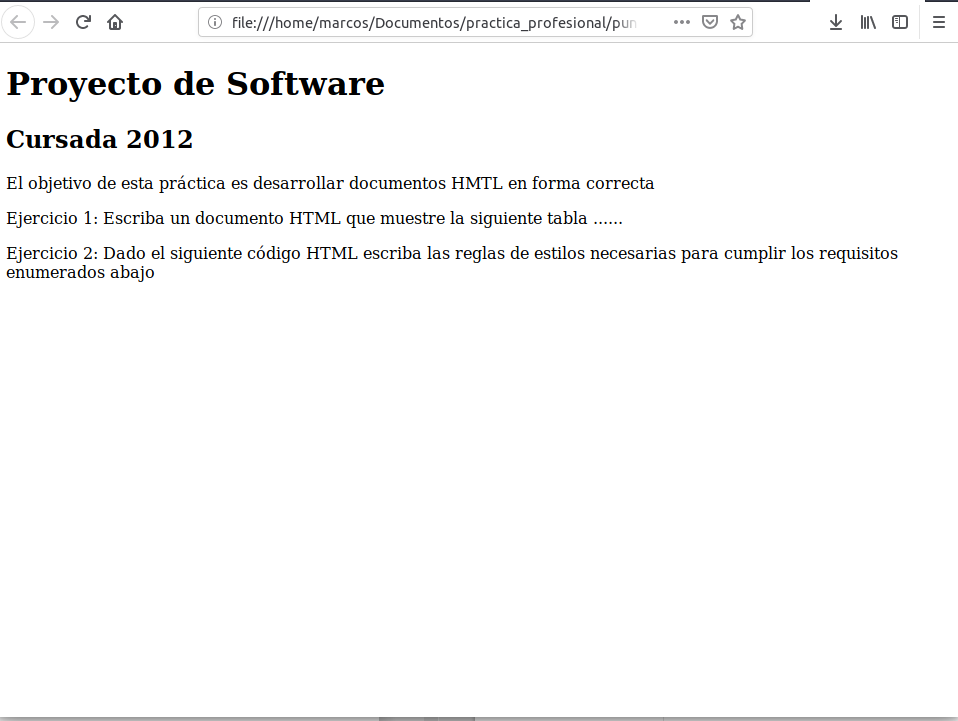 file:///home/marcos/Documentos/practica_profesional/pun
Proyecto de Software
Cursada 2012
El objetivo de esta práctica es desarrollar documentos HMTL en forma correcta
Ejercicio 1: Escriba un documento HTML que muestre la siguiente tabla ......
Ejercicio 2: Dado el siguiente código HTML escriba las reglas de estilos necesarias para cumplir los requisitos
enumerados abajo